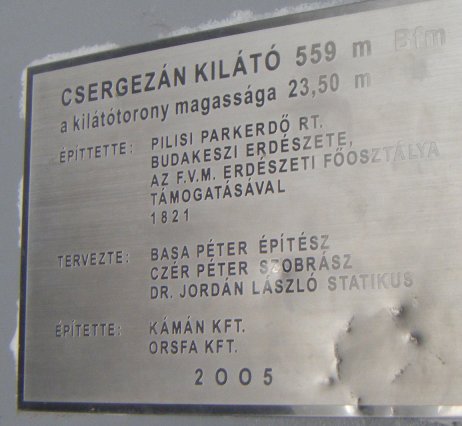 CSERGEZÁN KILÁTÓ 559 m Bfm
a kilátótorony magassága 23,50 m
ÉPÍTTETTE: PILISI PARKERDŐ RT.
BUDAKESZI ERDÉSZETE,
AZ F.V.M. ERDÉSZETI FŐOSZTÁLYA
TÁMOGATÁSÁVAL
1821
TERVEZTE: BASA PÉTER ÉPÍTÉSZ
CZÉR PÉTER SZOBRÁSZ
DR. JORDÁN LÁSZLÓ STATIKUS
ÉPÍTETTE: KÁMÁN KFT.
ORSFA KFT.
2005